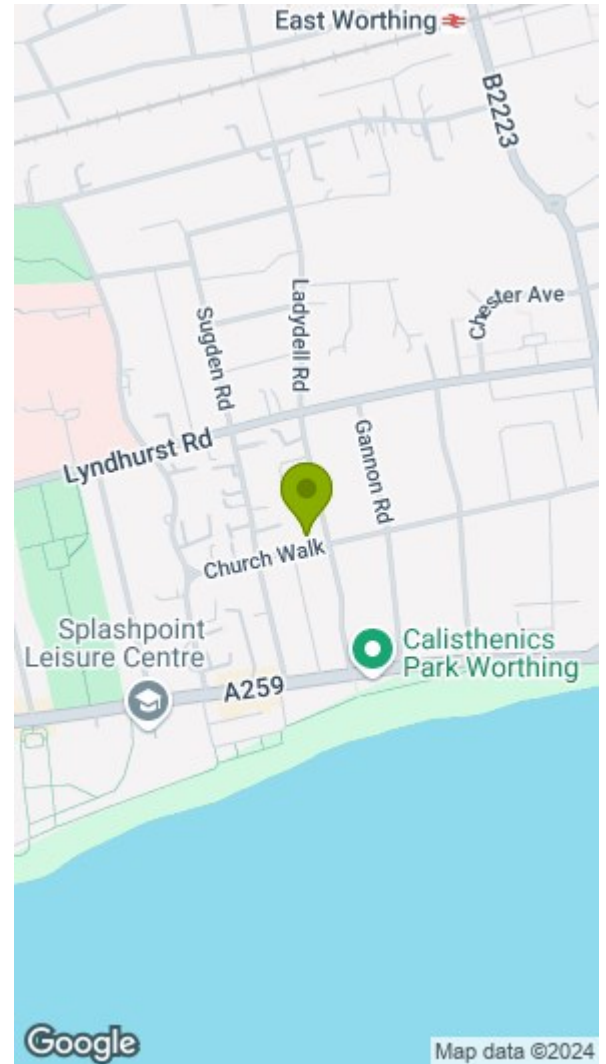 East Worthing
B2223
Chester Ave
Ladydell Rd
Sugden Rd
Gannon Rd
Lyndhurst Rd
Church Walk
Splashpoint
Leisure Centre
Calisthenics
Park Worthing
A259
Google
Map data ©2024